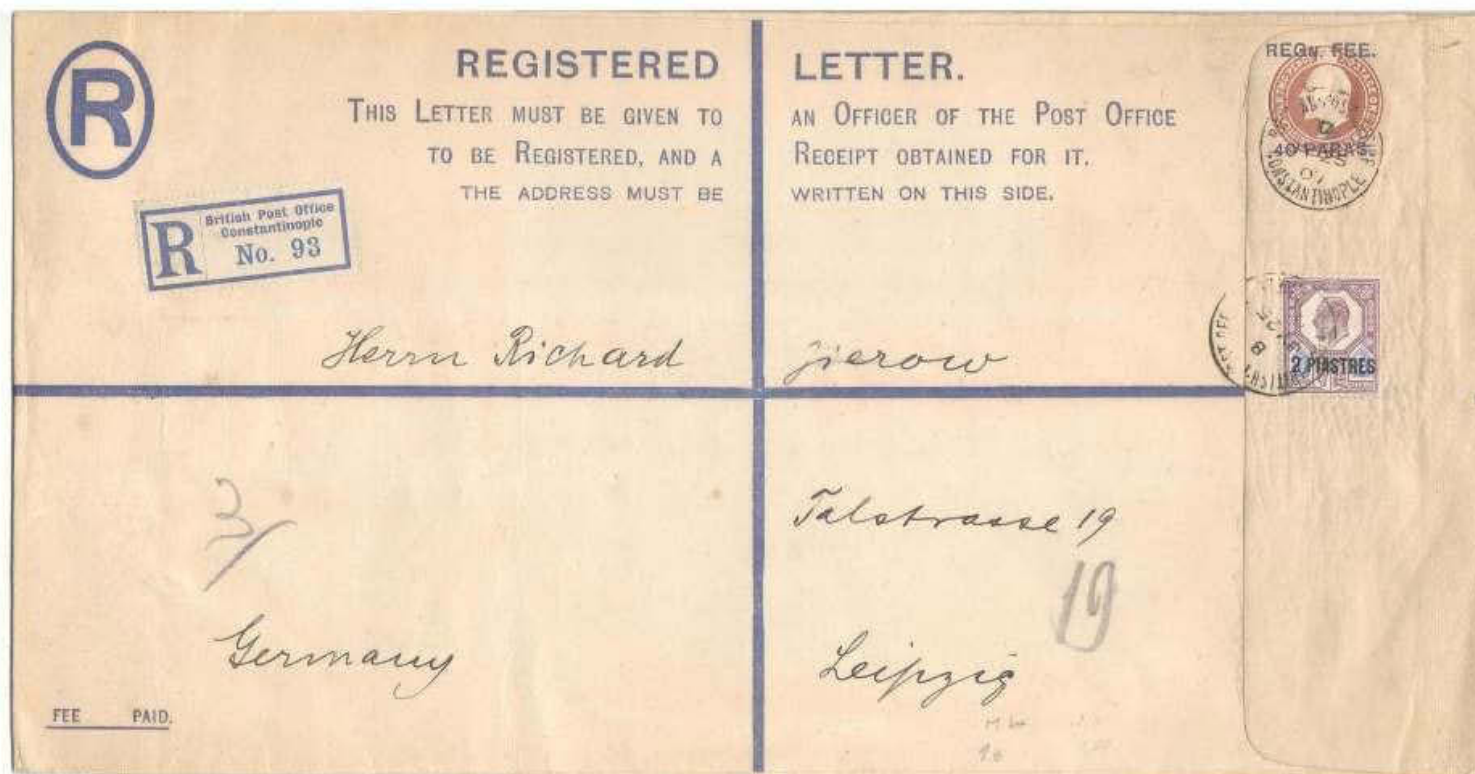 R
REGISTERED LETTER.
THIS LETTER MUST BE GIVEN TO AN OFFICER OF THE POST OFFICE
TO BE REGISTERED, AND A RECEIPT OBTAINED FOR IT.
THE ADDRESS MUST BE WRITTEN ON THIS SIDE.
REGN. FEE.
40 PARAS
CONSTANTINOPLE
R
British Post Office
Constantinople
No. 93
2 PIASTRES
Herrn Richard Zierow
Talstrasse 19
19
Germany
Leipzig
FEE PAID.